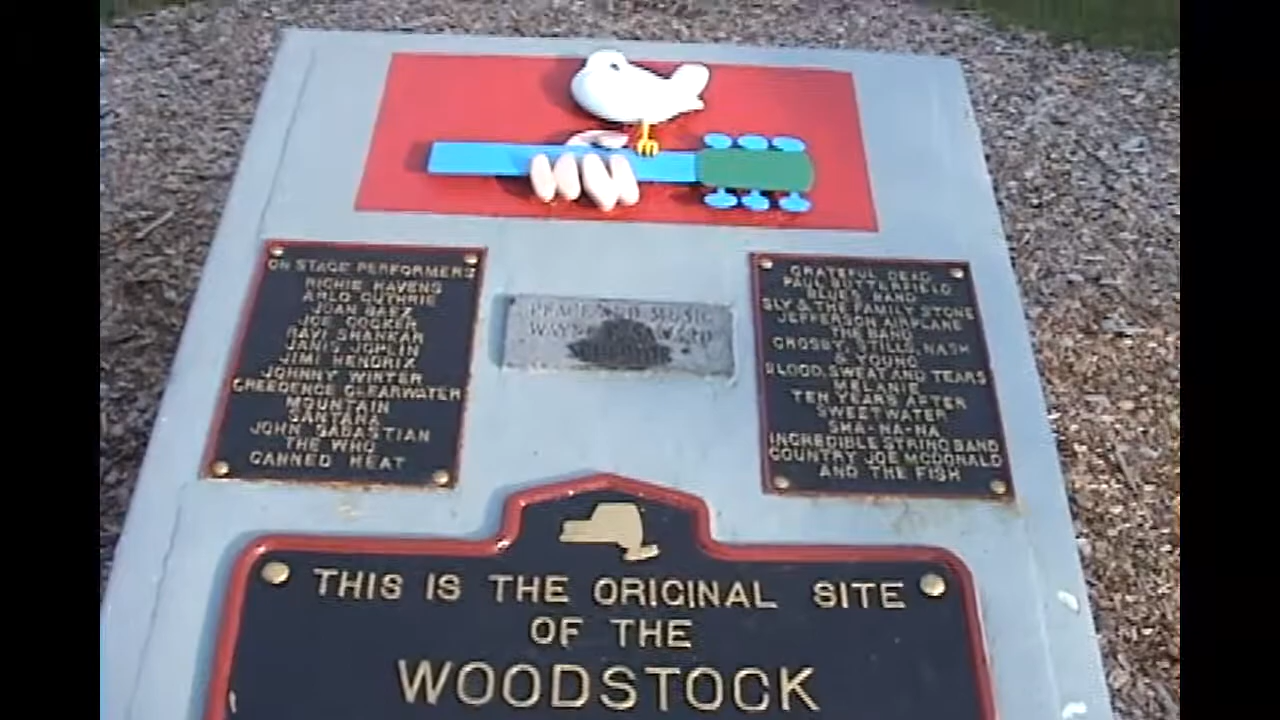 ON STAGE PERFORMERS
RICHIE HAVENS
ARLO GUTHRIE
JOAN BAEZ
JOE COCKER
RAVI SHANKAR
JANIS JOPLIN
JIMI HENDRIX
JOHNNY WINTER
CREEDENCE CLEARWATER
MOUNTAIN
SANTANA
JOHN SABASTIAN
THE WHO
CANNED HEAT
PEACE AND MUSIC
GRATEFUL DEAD
PAUL BUTTERFIELD
BLUES BAND
SLY & THE FAMILY STONE
JEFFERSON AIRPLANE
THE BAND
CROSBY, STILLS, NASH
& YOUNG
BLOOD, SWEAT AND TEARS
MELANIE
TEN YEARS AFTER
SWEETWATER
SHA-NA-NA
INCREDIBLE STRING BAND
COUNTRY JOE MCDONALD
AND THE FISH
THIS IS THE ORIGINAL SITE
OF THE
WOODSTOCK